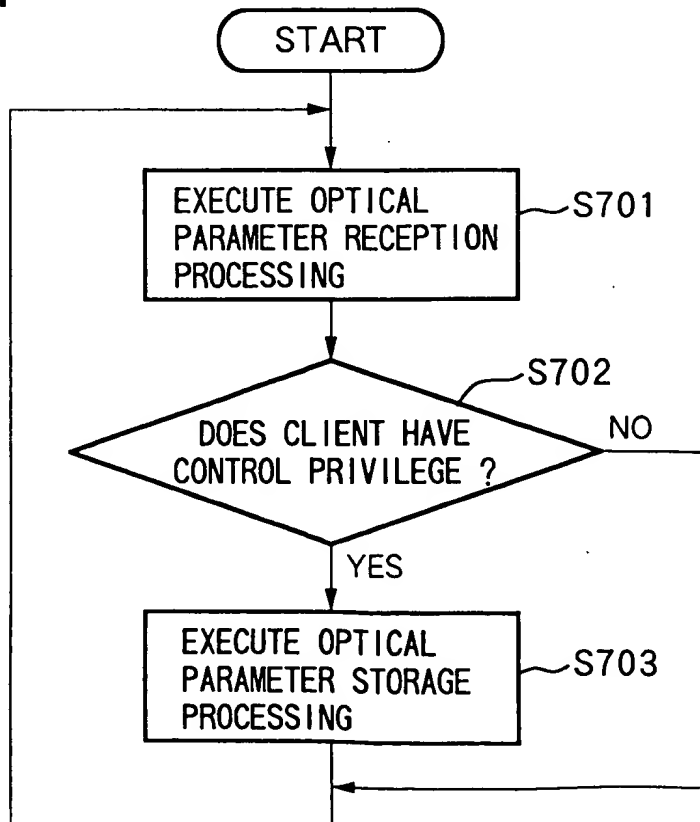 START
EXECUTE OPTICAL
PARAMETER RECEPTION
PROCESSING
S701
S702
DOES CLIENT HAVE
CONTROL PRIVILEGE ?
NO
YES
EXECUTE OPTICAL
PARAMETER STORAGE
PROCESSING
S703